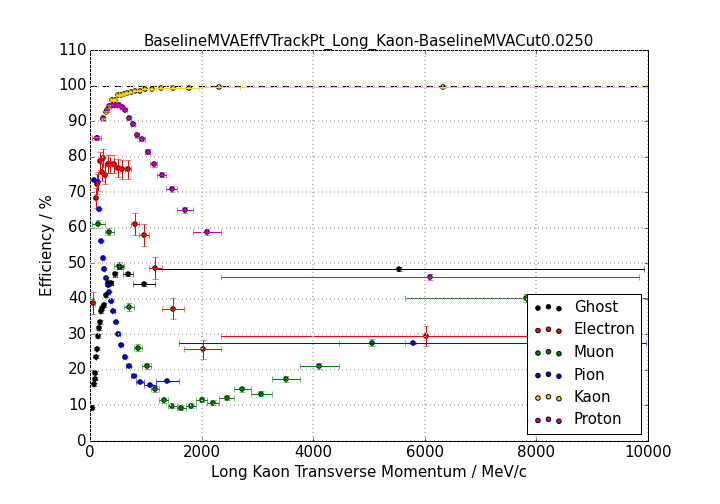 BaselineMVAEffVTrackPt_Long_Kaon-BaselineMVACut0.0250
110
100
90
80
70
60
50
40
30
20
10
0
Efficiency / %
Ghost
Electron
Muon
Pion
Kaon
Proton
0 2000 4000 6000 8000 10000
Long Kaon Transverse Momentum / MeV/c